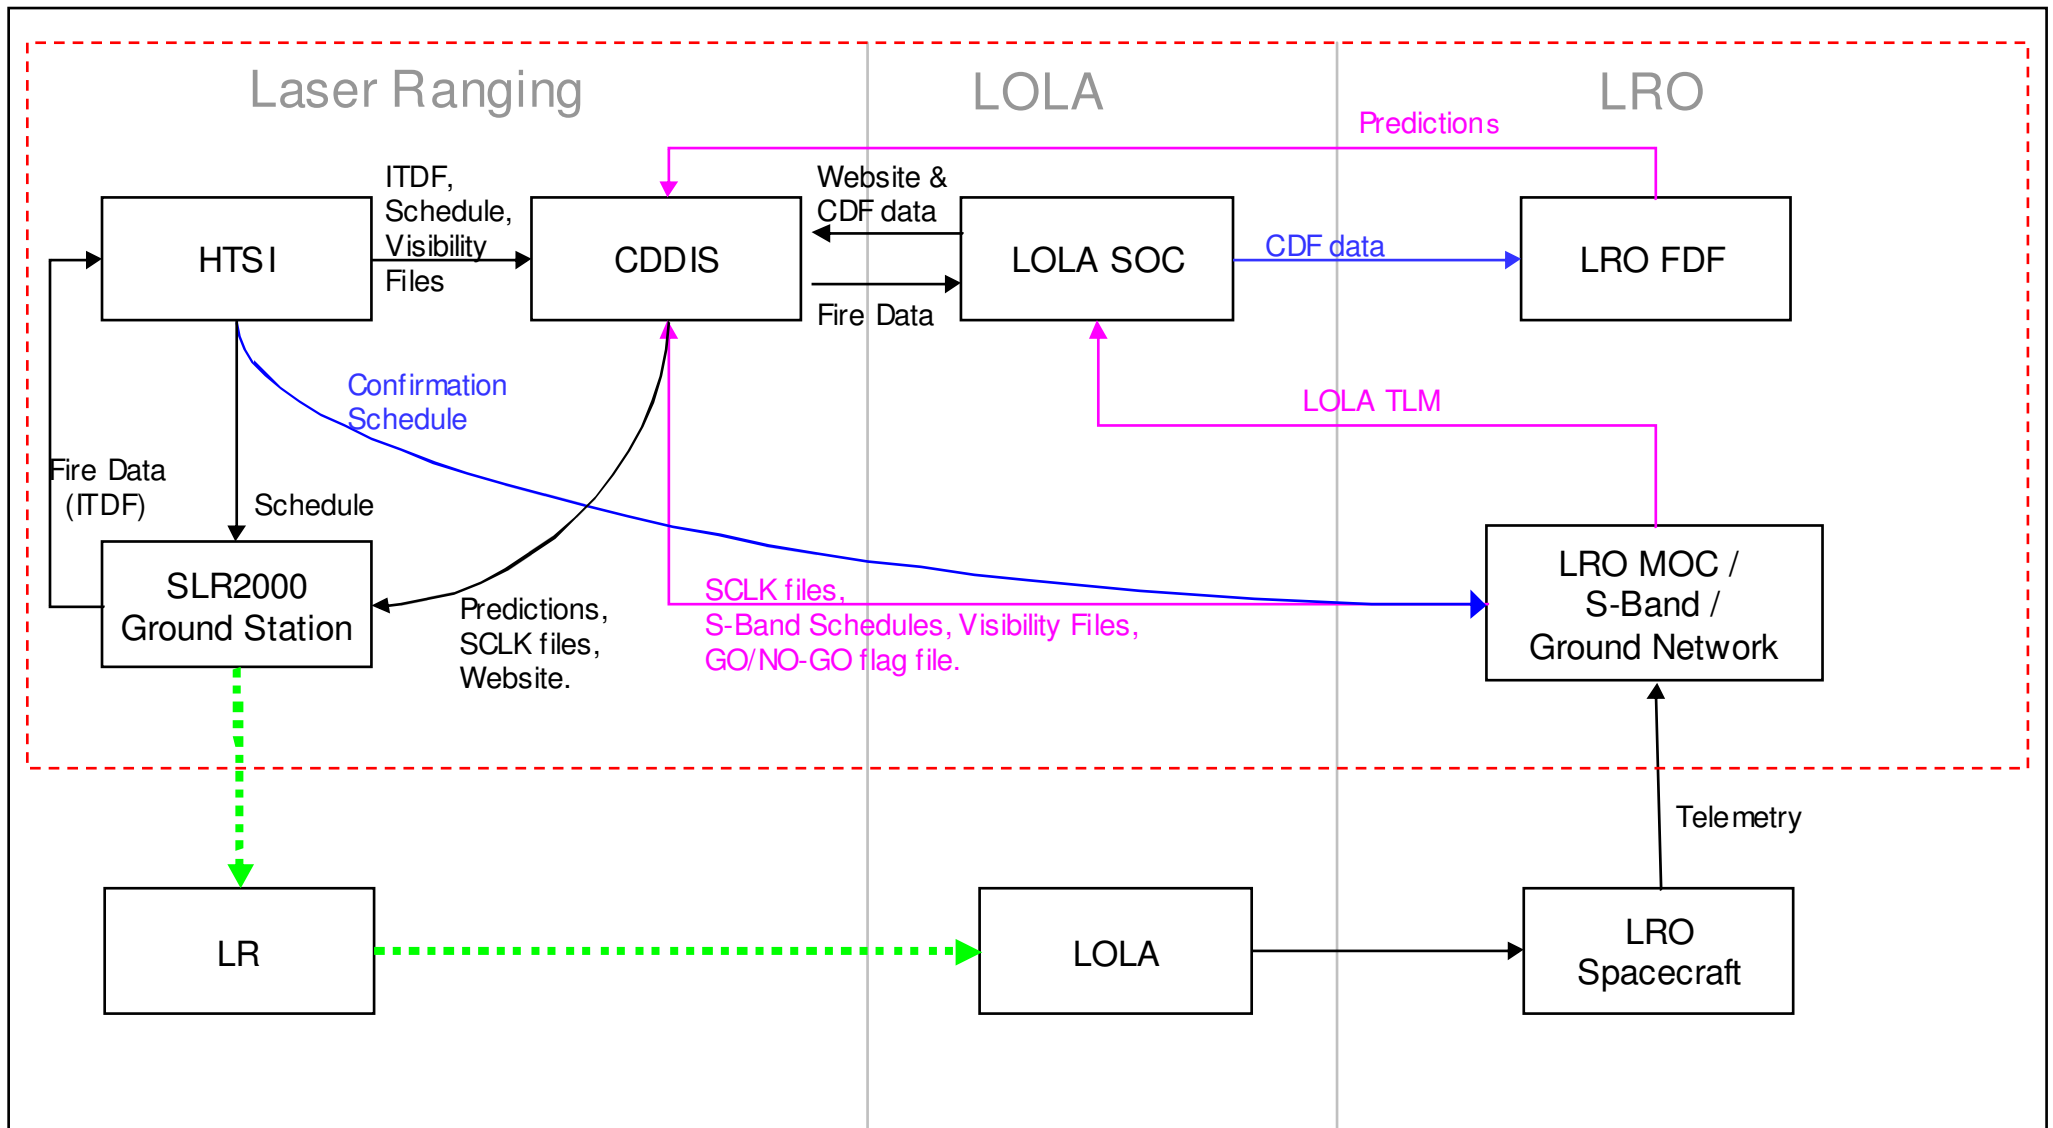 Laser Ranging
LOLA
LRO
Predictions
ITDF,
Schedule,
Visibility
Files
Website &
CDF data
HTSI
CDDIS
LOLA SOC
CDF data
LRO FDF
Fire Data
Confirmation
Schedule
LOLA TLM
Fire Data
(ITDF)
Schedule
SLR2000
Ground Station
Predictions,
SCLK files,
Website.
SCLK files,
S-Band Schedules, Visibility Files,
GO/NO-GO flag file.
LRO MOC /
S-Band /
Ground Network
Telemetry
LR
LOLA
LRO
Spacecraft